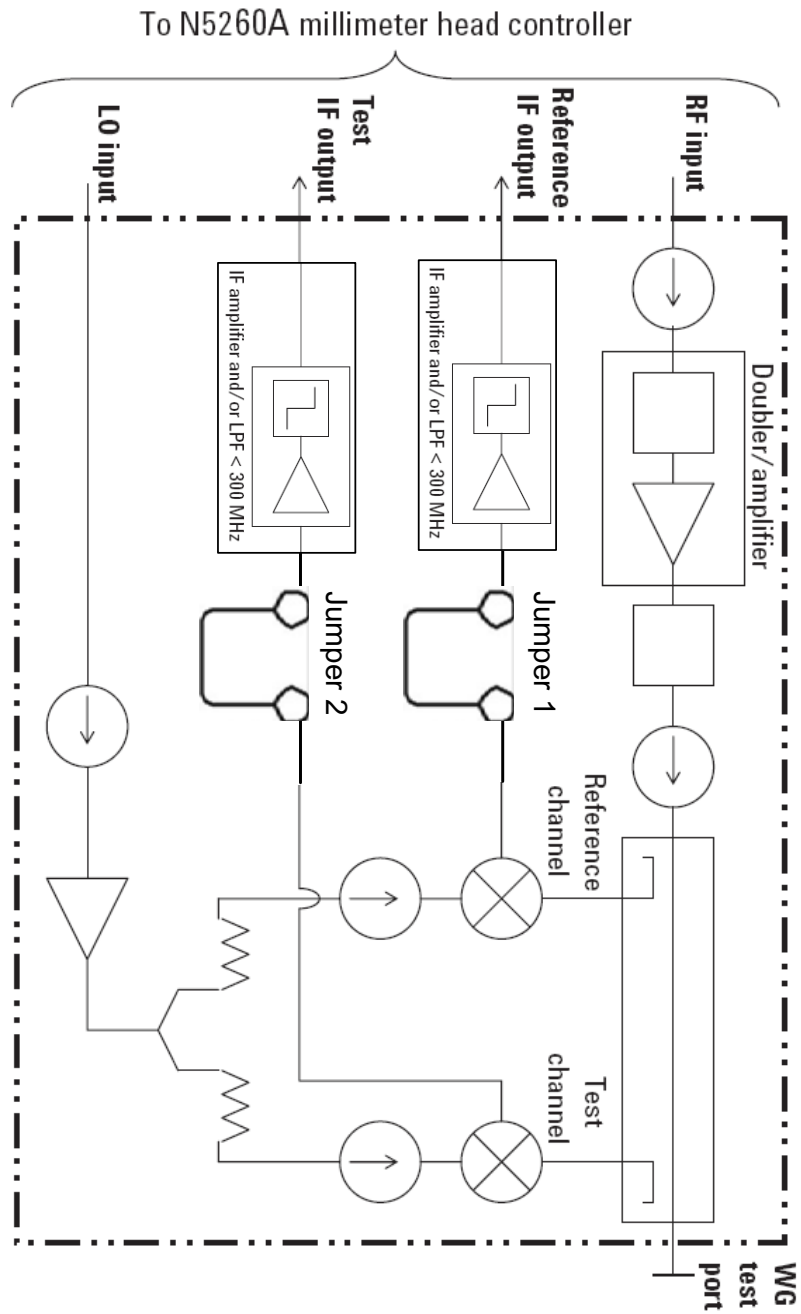 To N5260A millimeter head controller
LO input
Test
IF output
Reference
IF output
RF input
IF amplifier and/or LPF < 300 MHz
IF amplifier and/or LPF < 300 MHz
Doubler/amplifier
Jumper 2
Jumper 1
Reference
channel
Test
channel
WG
test
port